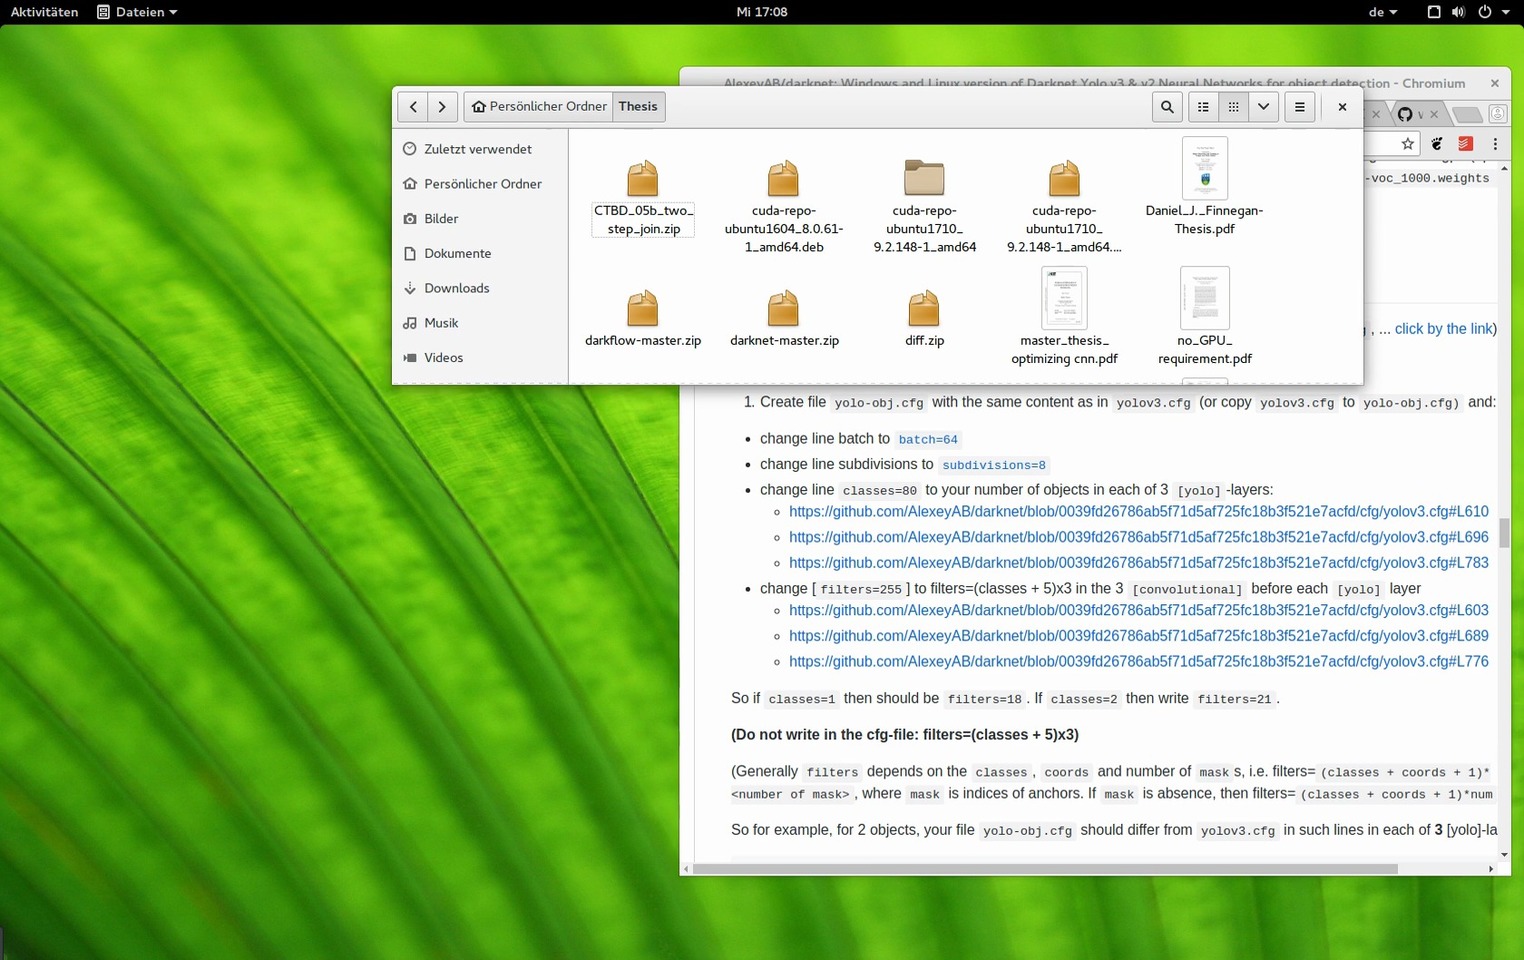 Aktivitäten
Dateien
Mi 17:08
de
AlexeyAB/darknet: Windows and Linux version of Darknet Yolo v3 & v2 Neural Networks for object detection - Chromium
Persönlicher Ordner
Thesis
Zuletzt verwendet
Persönlicher Ordner
Bilder
Dokumente
Downloads
Musik
Videos
CTBD_05b_two_
step_join.zip
cuda-repo-
ubuntu1604_8.0.61-
1_amd64.deb
cuda-repo-
ubuntu1710_
9.2.148-1_amd64
cuda-repo-
ubuntu1710_
9.2.148-1_amd64....
Daniel_J._Finnegan-
Thesis.pdf
darkflow-master.zip
darknet-master.zip
diff.zip
master_thesis_
optimizing cnn.pdf
no_GPU_
requirement.pdf
-voc_1000.weights
, ... click by the link)
1. Create file yolo-obj.cfg with the same content as in yolov3.cfg (or copy yolov3.cfg to yolo-obj.cfg) and:
• change line batch to batch=64
• change line subdivisions to subdivisions=8
• change line classes=80 to your number of objects in each of 3 [yolo] -layers:
https://github.com/AlexeyAB/darknet/blob/0039fd26786ab5f71d5af725fc18b3f521e7acfd/cfg/yolov3.cfg#L610
https://github.com/AlexeyAB/darknet/blob/0039fd26786ab5f71d5af725fc18b3f521e7acfd/cfg/yolov3.cfg#L696
https://github.com/AlexeyAB/darknet/blob/0039fd26786ab5f71d5af725fc18b3f521e7acfd/cfg/yolov3.cfg#L783
• change [ filters=255 ] to filters=(classes + 5)x3 in the 3 [convolutional] before each [yolo] layer
https://github.com/AlexeyAB/darknet/blob/0039fd26786ab5f71d5af725fc18b3f521e7acfd/cfg/yolov3.cfg#L603
https://github.com/AlexeyAB/darknet/blob/0039fd26786ab5f71d5af725fc18b3f521e7acfd/cfg/yolov3.cfg#L689
https://github.com/AlexeyAB/darknet/blob/0039fd26786ab5f71d5af725fc18b3f521e7acfd/cfg/yolov3.cfg#L776
So if classes=1 then should be filters=18 . If classes=2 then write filters=21 .
(Do not write in the cfg-file: filters=(classes + 5)x3)
(Generally filters depends on the classes , coords and number of mask s, i.e. filters= (classes + coords + 1)*
<number of mask> , where mask is indices of anchors. If mask is absence, then filters= (classes + coords + 1)*num
So for example, for 2 objects, your file yolo-obj.cfg should differ from yolov3.cfg in such lines in each of 3 [yolo]-la